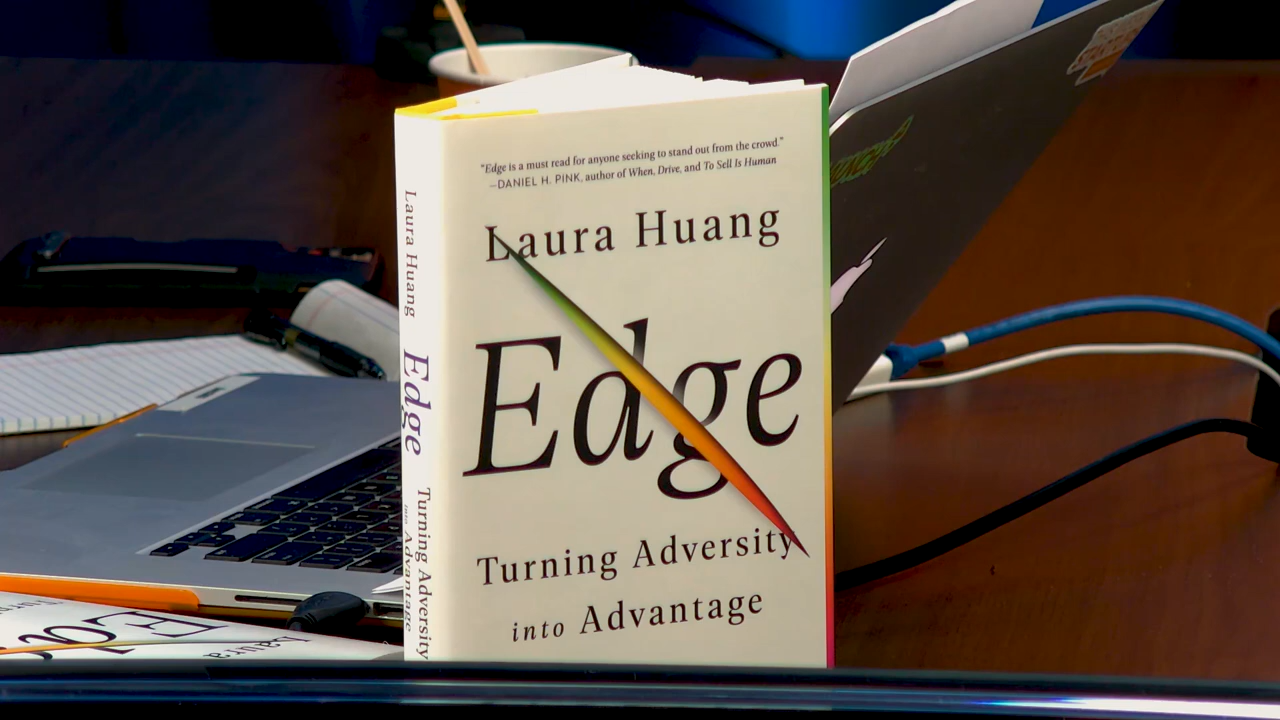 "Edge is a must read for anyone seeking to stand out from the crowd."
—DANIEL H. PINK, author of When, Drive, and To Sell Is Human
Laura Huang
Edge
Turning Adversity
into Advantage
Laura Huang
Edge
Turning Adversity
into Advantage
Laura
Edge